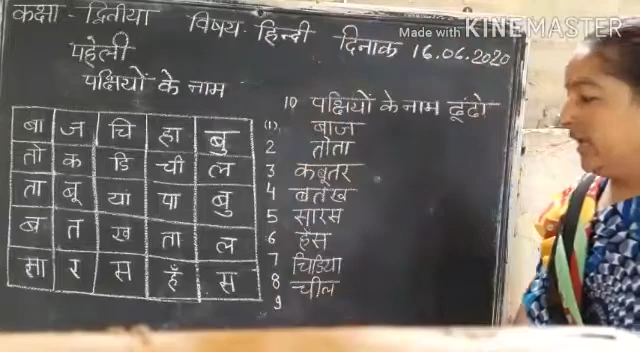 Made with KINEMASTER
कक्षा - द्वितीया विषय - हिन्दी दिनाक 16.06.2020
पहेली
पक्षियों के नाम
10 पक्षियों के नाम ढूंढो
बा ज चि हा बु
तो क डि ची ल
ता बू या पा बु
ब त ख ता ल
सा र स हँ स
(1) बाज
2 तोता
3 कबूतर
4 बतख
5 सारस
6 हँस
7 चिडिया
8 चील
9